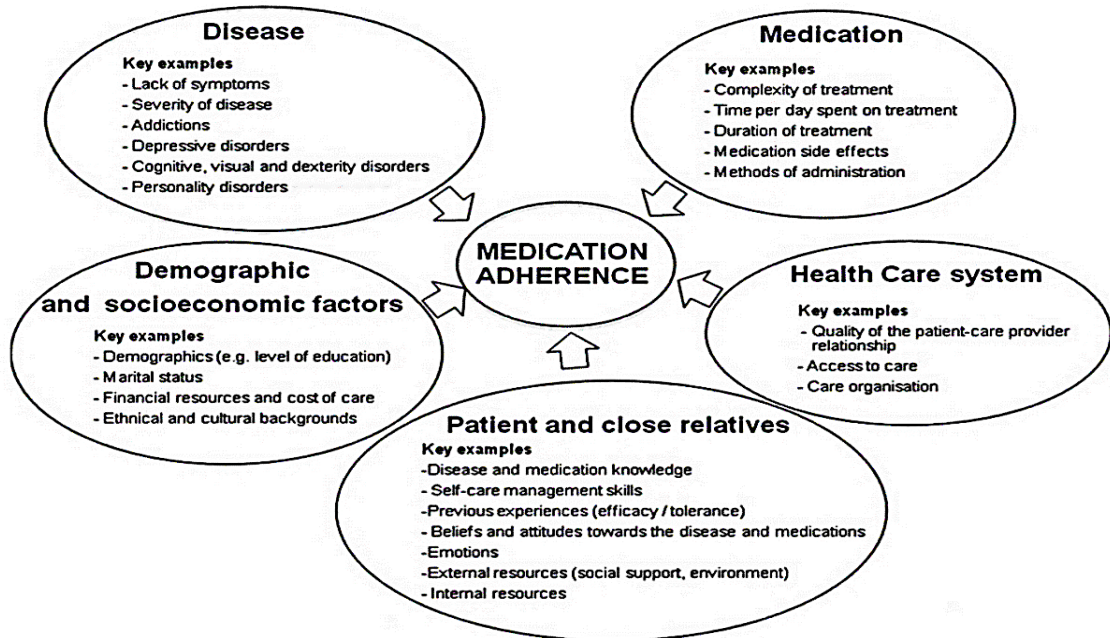 Disease
Key examples
- Lack of symptoms
- Severity of disease
- Addictions
- Depressive disorders
- Cognitive, visual and dexterity disorders
- Personality disorders
Medication
Key examples
- Complexity of treatment
- Time per day spent on treatment
- Duration of treatment
- Medication side effects
- Methods of administration
MEDICATION
ADHERENCE
Demographic
and socioeconomic factors
Key examples
- Demographics (e.g. level of education)
- Marital status
- Financial resources and cost of care
- Ethnical and cultural backgrounds
Health Care system
Key examples
- Quality of the patient-care provider
relationship
- Access to care
- Care organisation
Patient and close relatives
Key examples
-Disease and medication knowledge
- Self-care management skills
-Previous experiences (efficacy / tolerance)
- Beliefs and attitudes towards the disease and medications
-Emotions
-External resources (social support, environment)
- Internal resources